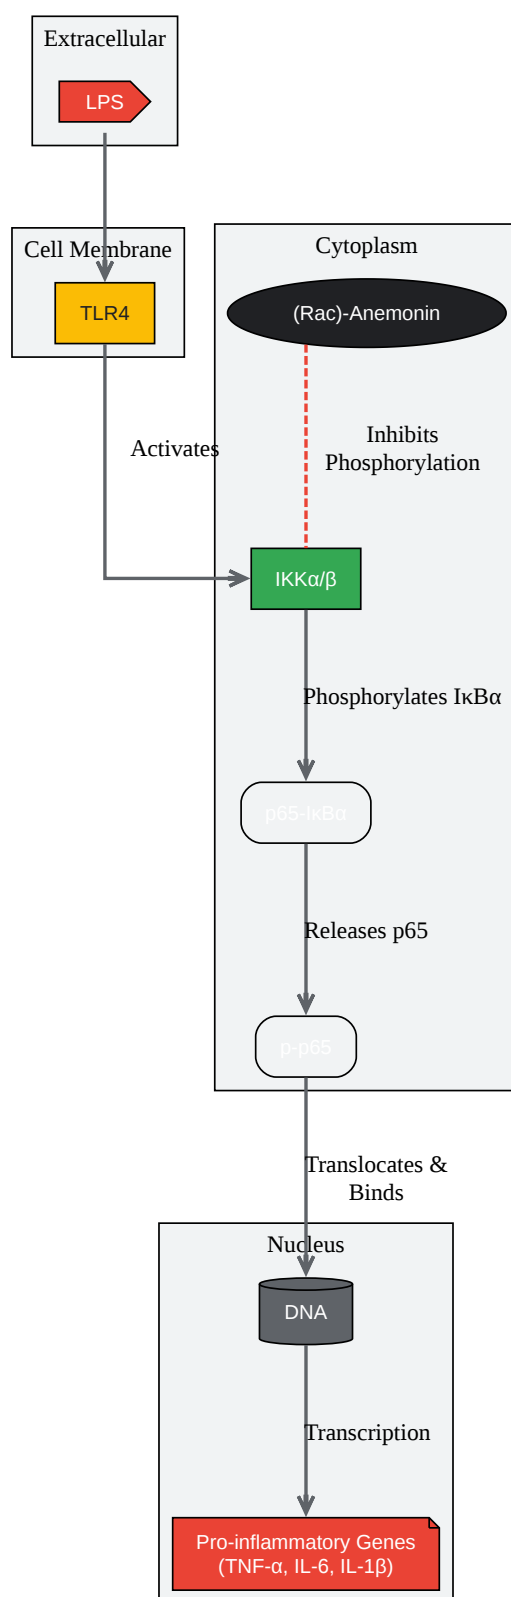 Extracellular
LPS
Cell Membrane
TLR4
Cytoplasm
(Rac)-Anemonin
Activates
Inhibits
Phosphorylation
IKKα/β
Phosphorylates IκBα
p65-IκBα
Releases p65
p-p65
Translocates &
Binds
Nucleus
DNA
Transcription
Pro-inflammatory Genes
(TNF-α, IL-6, IL-1β)